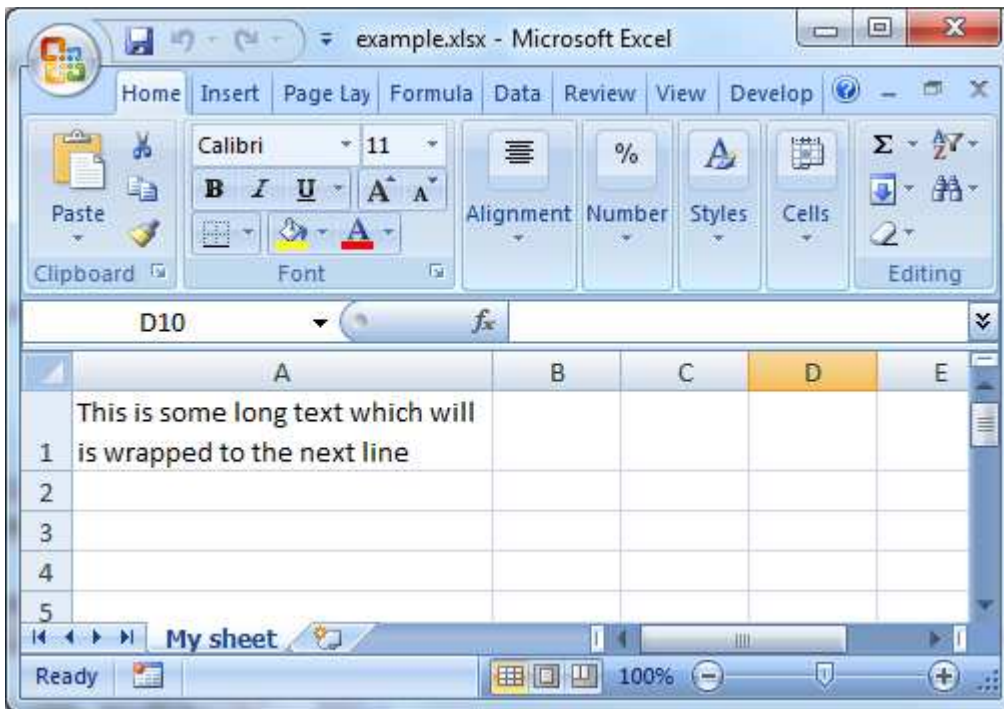 example.xlsx - Microsoft Excel
Home Insert Page Lay Formula Data Review View Develop
Calibri 11
B I U A A
% A Σ
A
Paste Alignment Number Styles Cells
Clipboard Font Editing
D10 fx
A B C D E
This is some long text which will
1 is wrapped to the next line
2
3
4
5
My sheet
Ready 100%